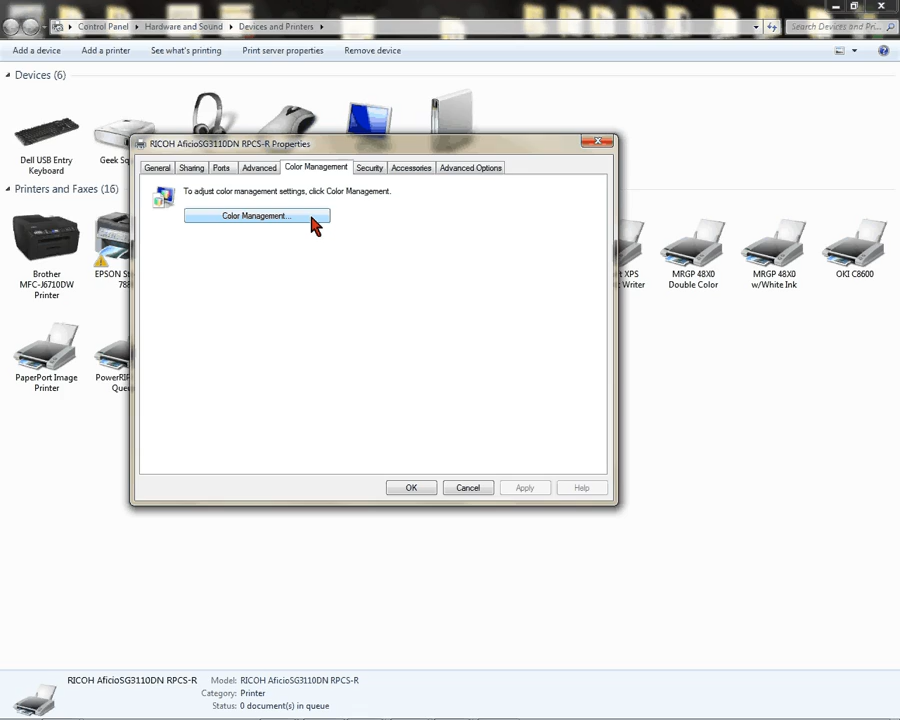 Control Panel ▸ Hardware and Sound ▸ Devices and Printers ▸
Search Devices and Pri...
Add a device Add a printer See what's printing Print server properties Remove device
Devices (6)
Dell USB Entry
Keyboard
Geek Sq
Printers and Faxes (16)
Brother
MFC-J6710DW
Printer
EPSON St
788
t XPS
t Writer
MRGP 48X0
Double Color
MRGP 48X0
w/White Ink
OKI C8600
PaperPort Image
Printer
PowerRIP
Queu
RICOH AficioSG3110DN RPCS-R Properties
General Sharing Ports Advanced Color Management Security Accessories Advanced Options
To adjust color management settings, click Color Management.
Color Management...
OK Cancel Apply Help
RICOH AficioSG3110DN RPCS-R
Model: RICOH AficioSG3110DN RPCS-R
Category: Printer
Status: 0 document(s) in queue